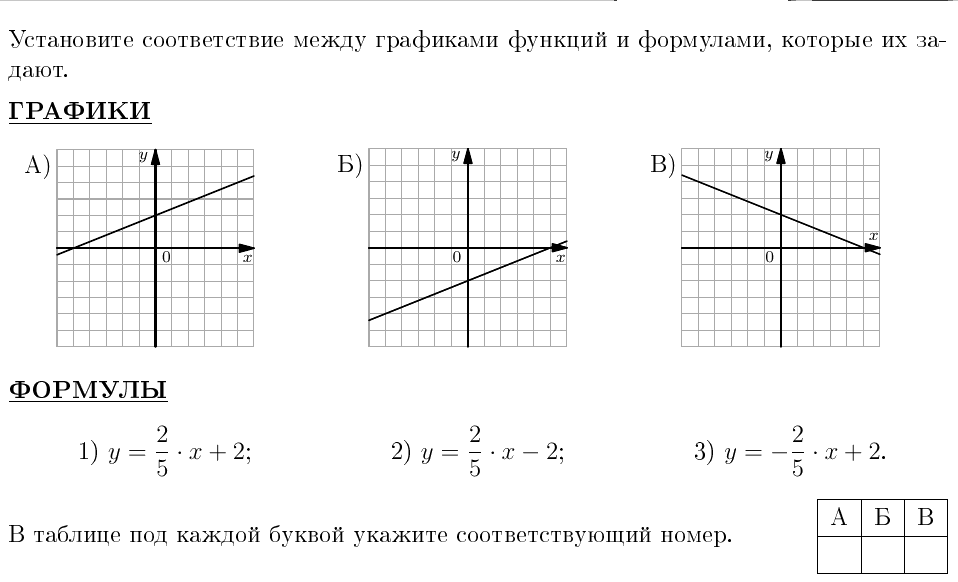 Установите соответствие между графиками функций и формулами, которые их за-
дают.
ГРАФИКИ
А) y 0 x Б) y 0 x В) y 0 x
ФОРМУЛЫ
1) y = 2/5 · x + 2; 2) y = 2/5 · x − 2; 3) y = −2/5 · x + 2.
В таблице под каждой буквой укажите соответствующий номер.
А Б В